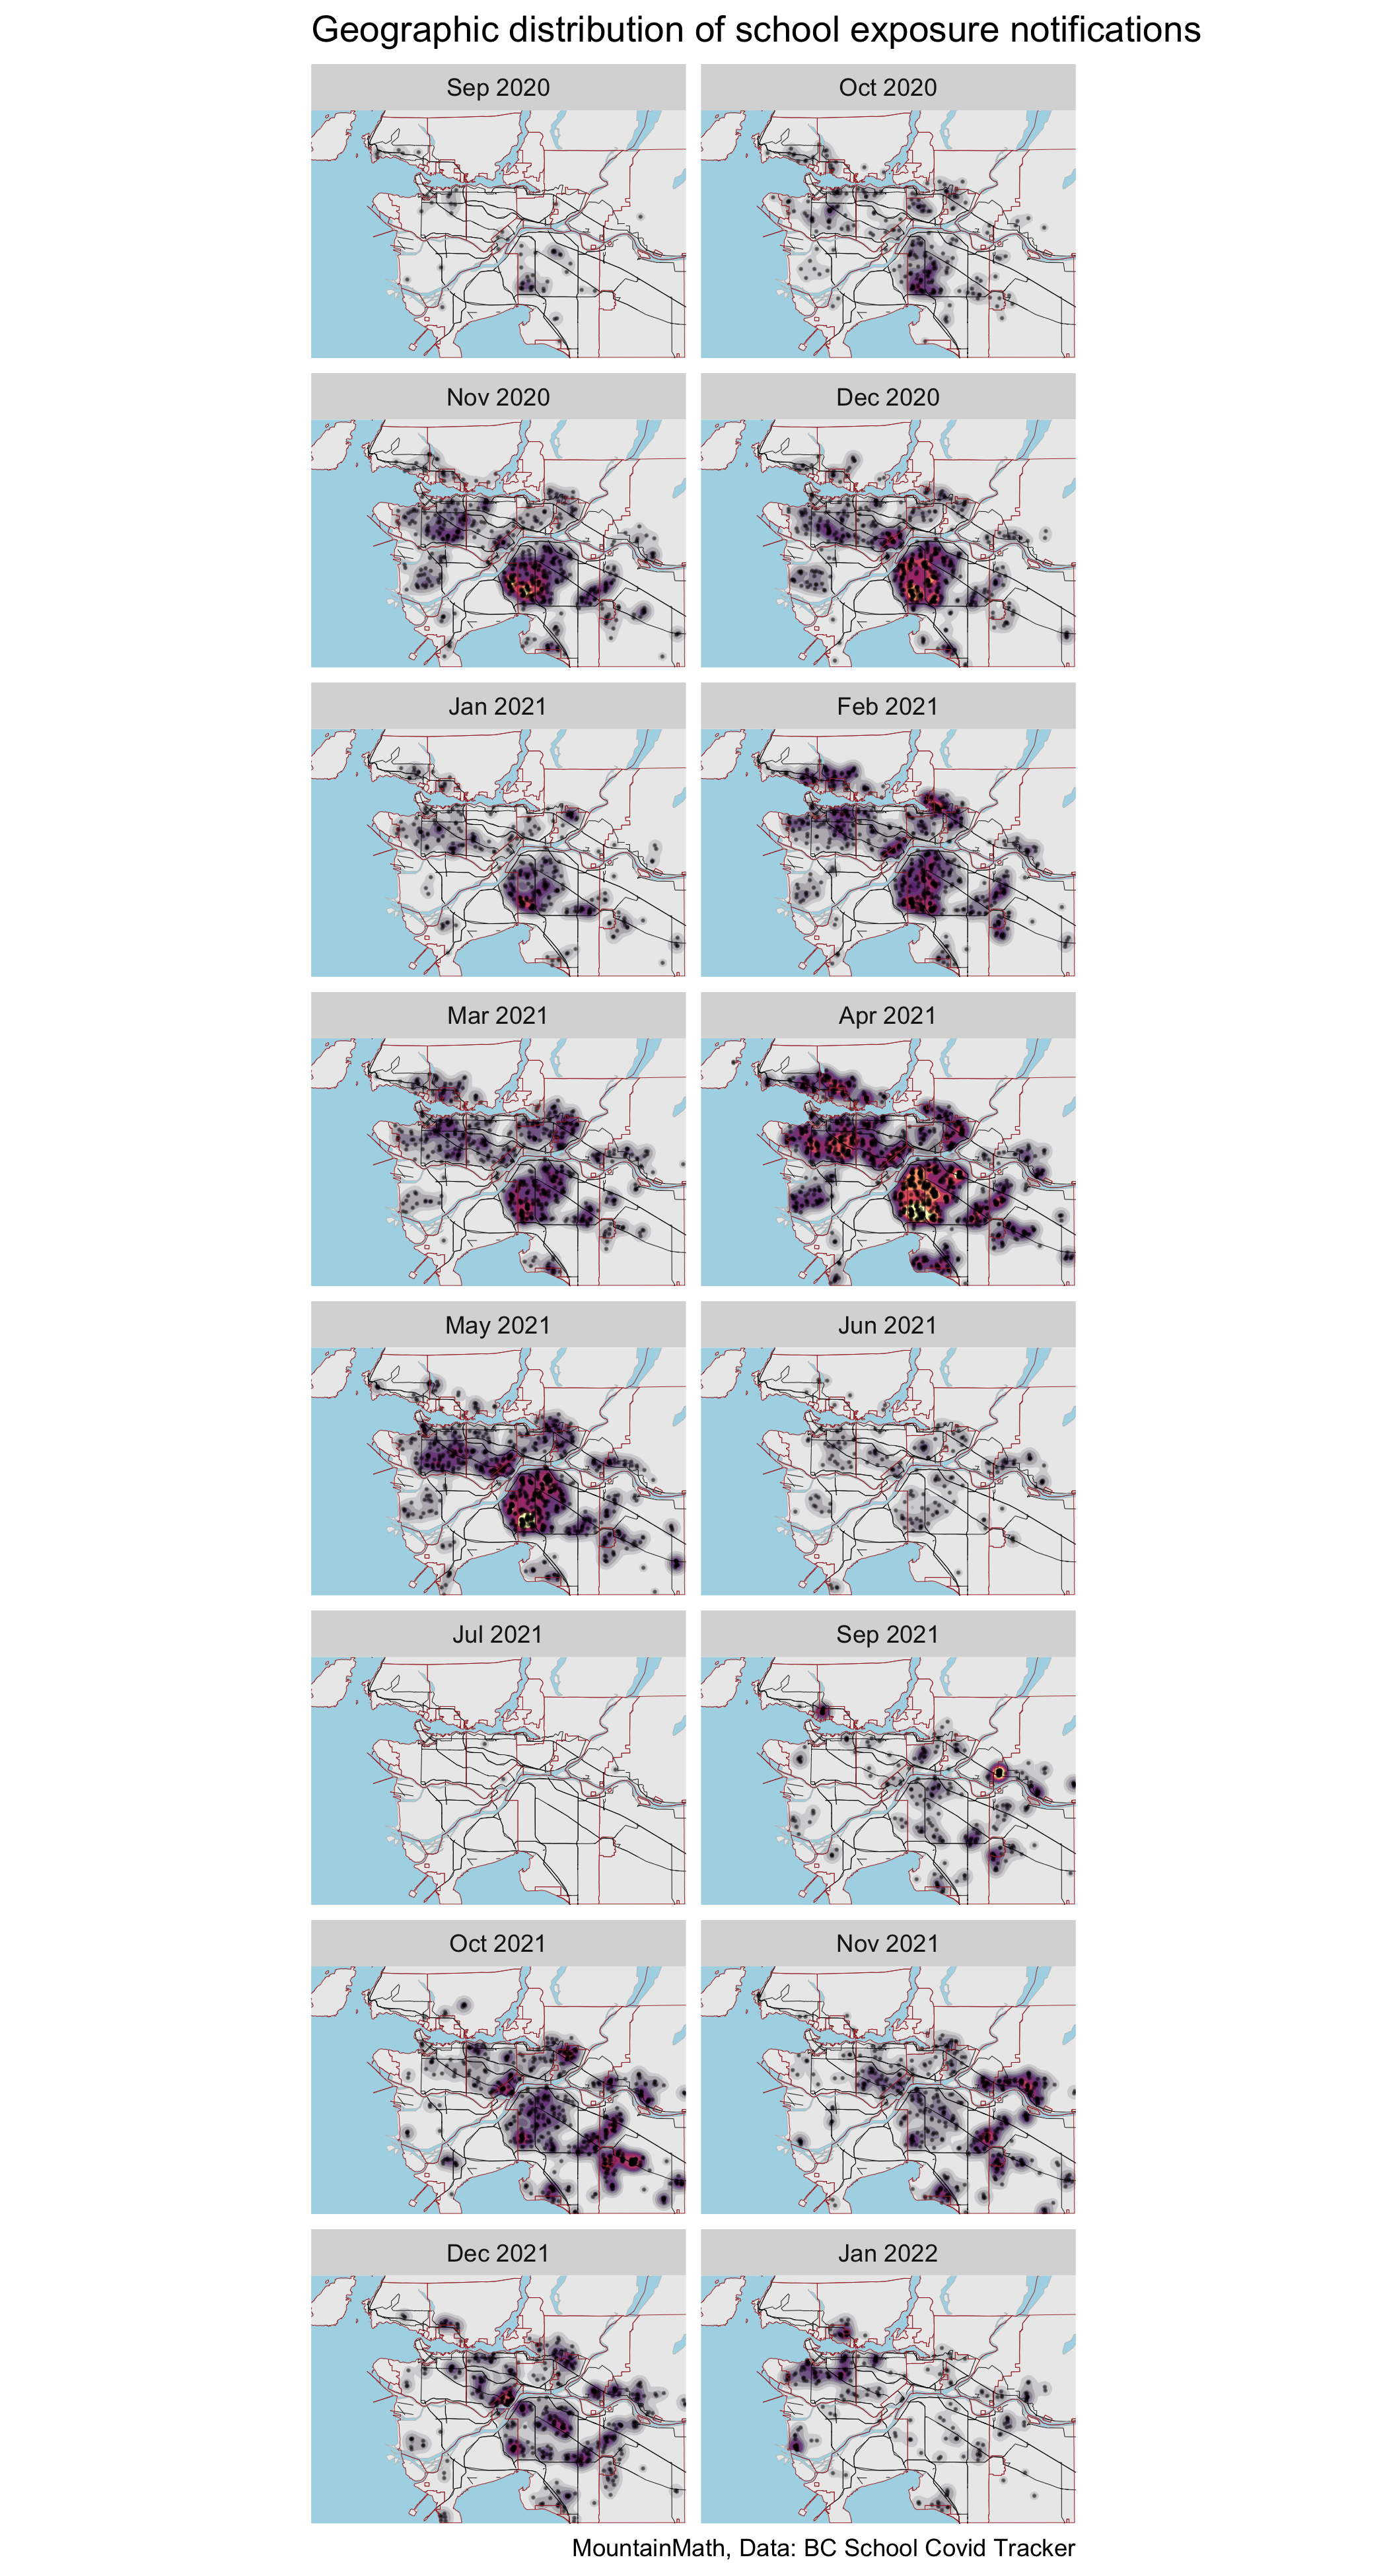 Geographic distribution of school exposure notifications
Sep 2020
Oct 2020
Nov 2020
Dec 2020
Jan 2021
Feb 2021
Mar 2021
Apr 2021
May 2021
Jun 2021
Jul 2021
Sep 2021
Oct 2021
Nov 2021
Dec 2021
Jan 2022
MountainMath, Data: BC School Covid Tracker